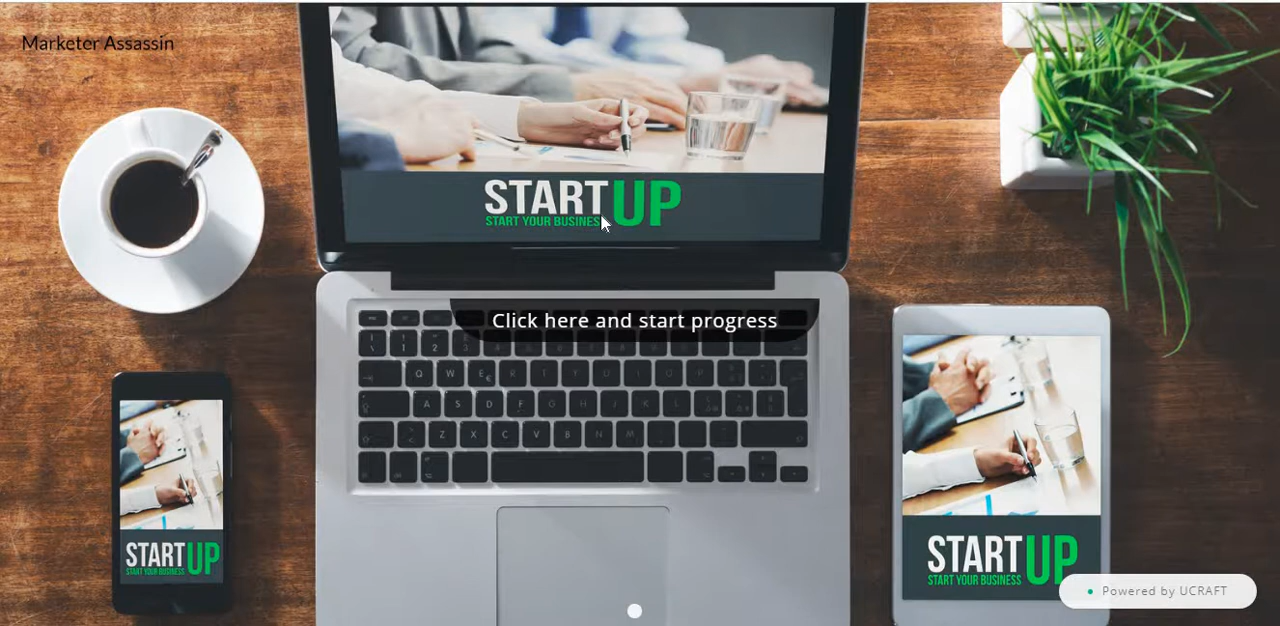 Marketer Assassin
START UP
START YOUR BUSINESS
Click here and start progress
Q W E R T Y U I O P
A S D F G H J K L
Z X C V B N M
START UP
START YOUR BUSINESS
START UP
START YOUR BUSINESS
Powered by UCRAFT